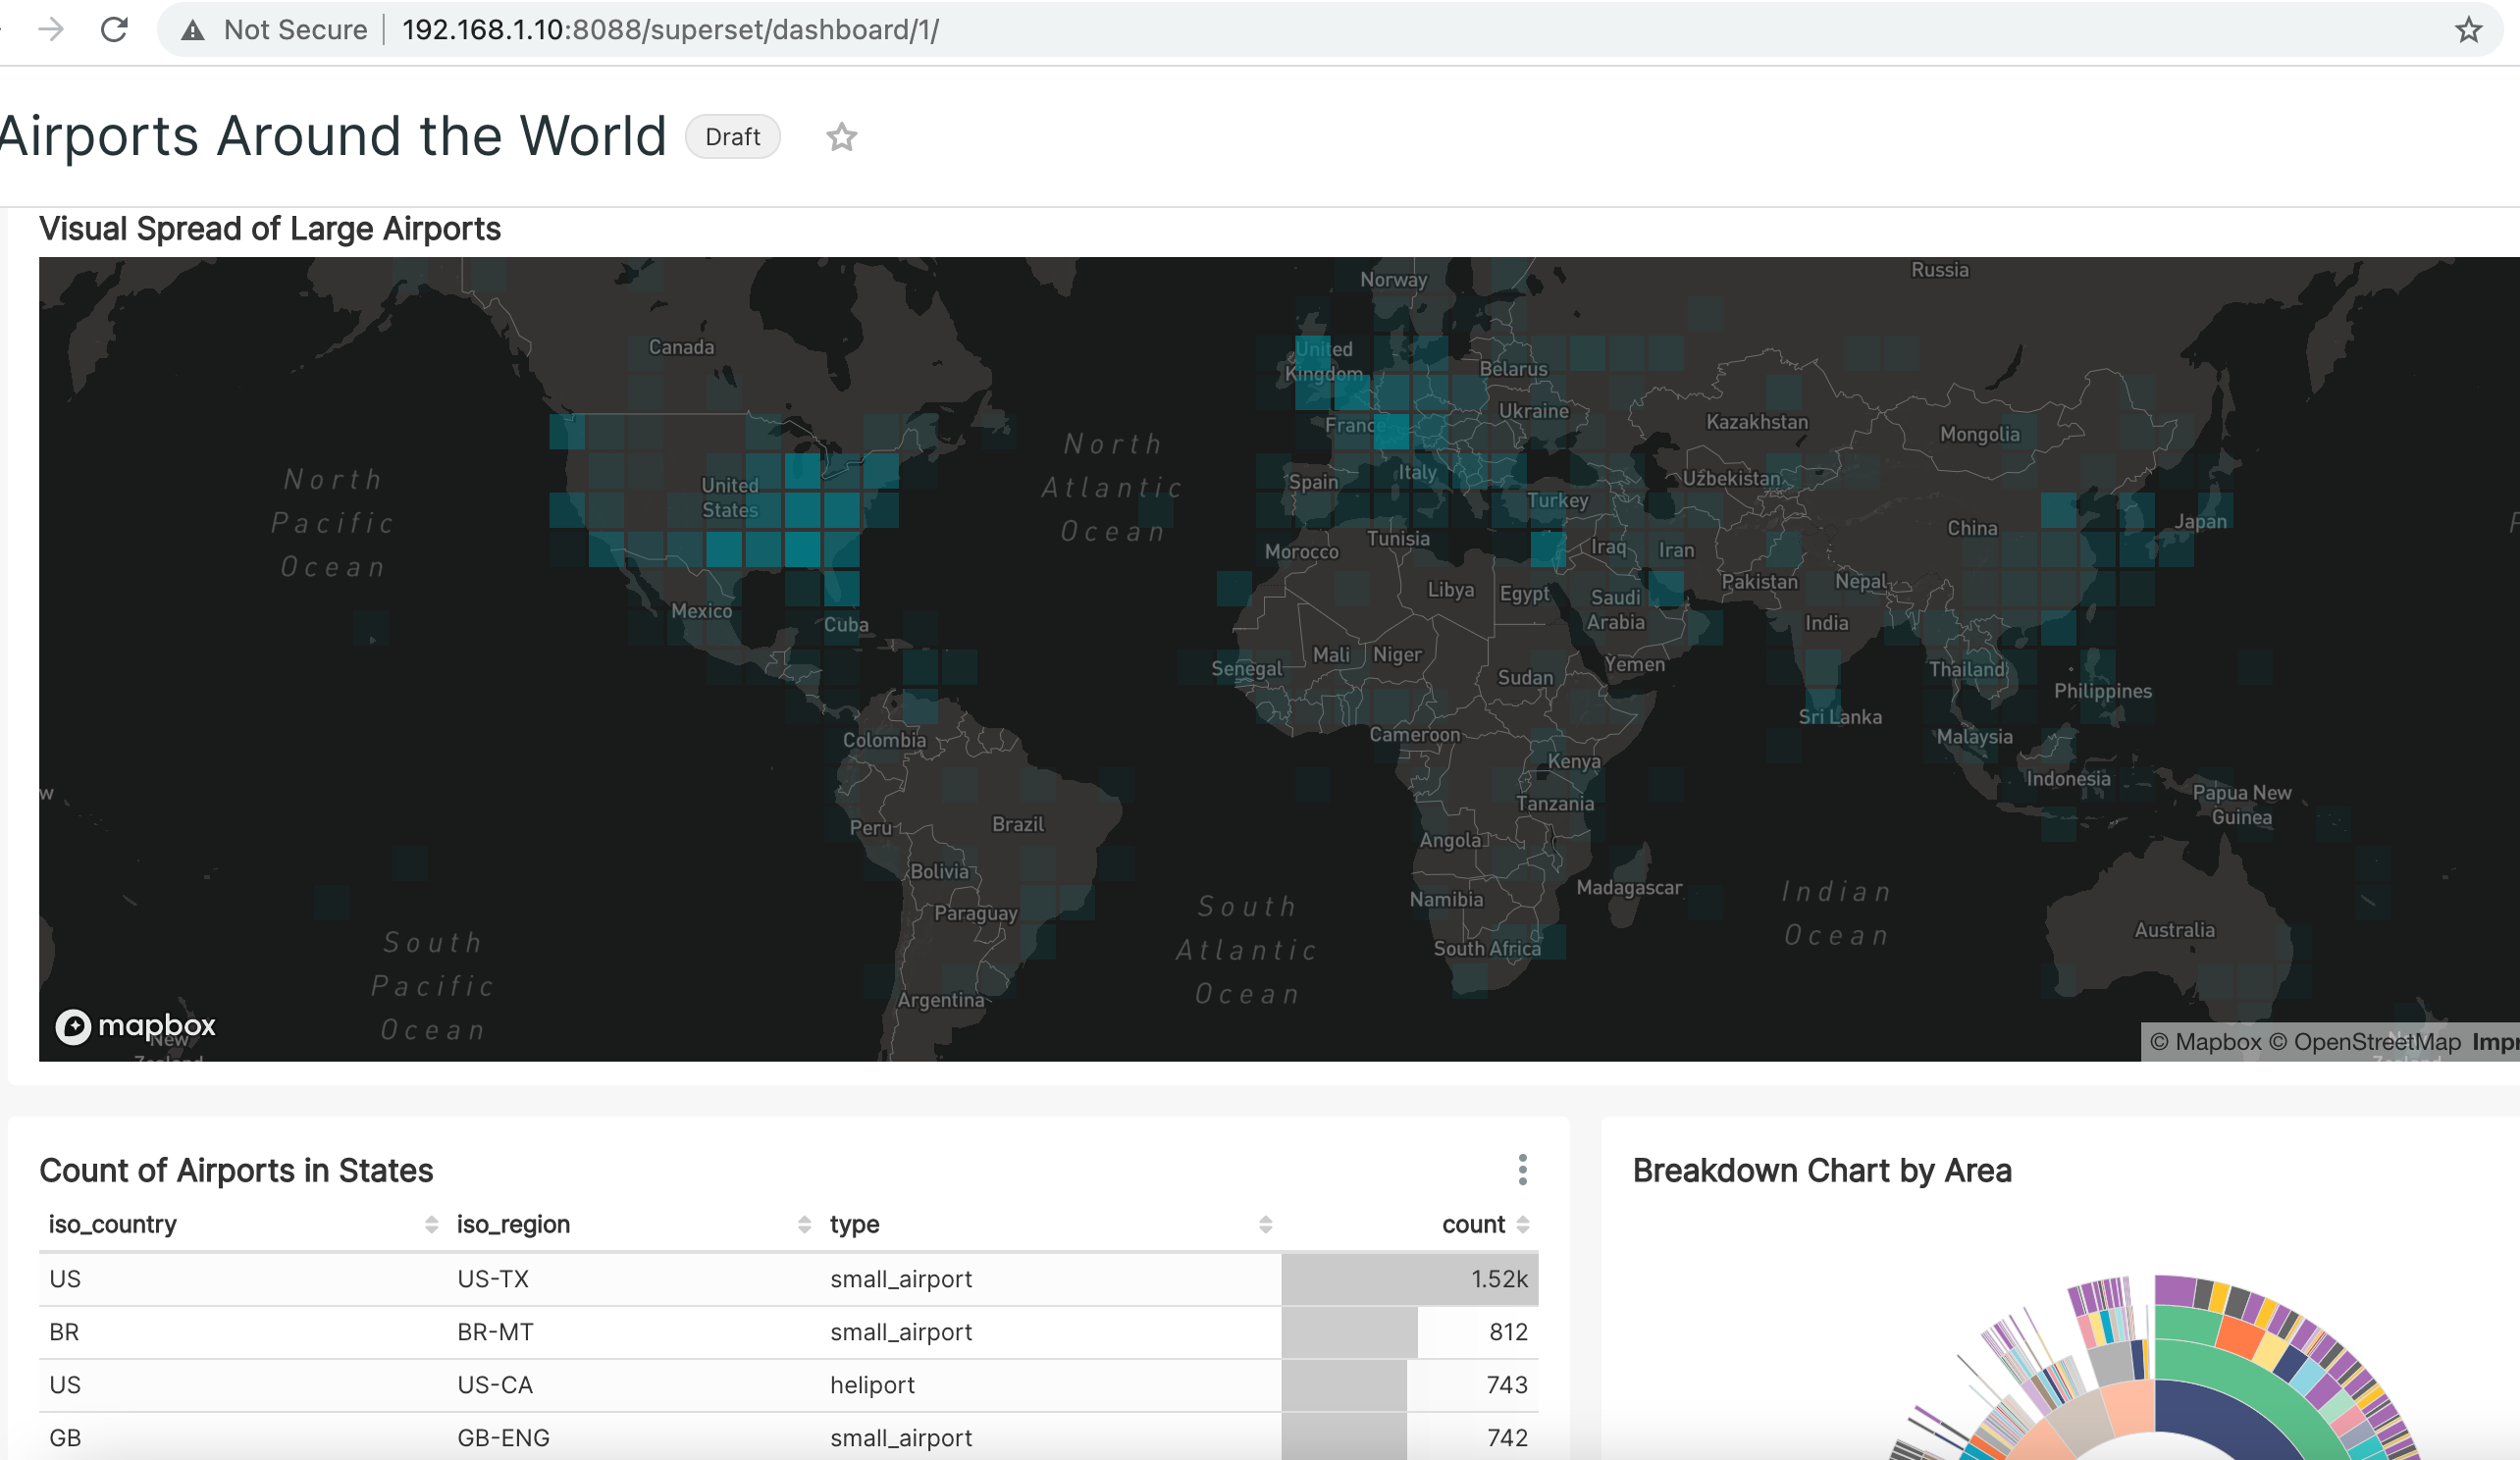 Not Secure | 192.168.1.10:8088/superset/dashboard/1/
Airports Around the World Draft
Visual Spread of Large Airports
Norway
Russia
Canada
United
Kingdom
Belarus
Ukraine
France
Kazakhstan
Mongolia
North
Pacific
Ocean
North
Atlantic
Ocean
United
States
Spain
Italy
Turkey
Uzbekistan
China
Japan
Morocco
Tunisia
Iraq
Iran
Pakistan
Nepal
Libya
Egypt
Saudi
Arabia
India
Mexico
Cuba
Mali
Niger
Senegal
Sudan
Yemen
Thailand
Philippines
Sri Lanka
Colombia
Cameroon
Malaysia
Kenya
Indonesia
Tanzania
Papua New
Guinea
Peru
Brazil
Angola
Bolivia
Madagascar
Namibia
Paraguay
South
Atlantic
Ocean
Indian
Ocean
Australia
South
Pacific
Ocean
South Africa
Argentina
mapbox
New
Zealand
© Mapbox © OpenStreetMap Impr
Count of Airports in States
iso_country iso_region type count
US US-TX small_airport 1.52k
BR BR-MT small_airport 812
US US-CA heliport 743
GB GB-ENG small_airport 742
Breakdown Chart by Area